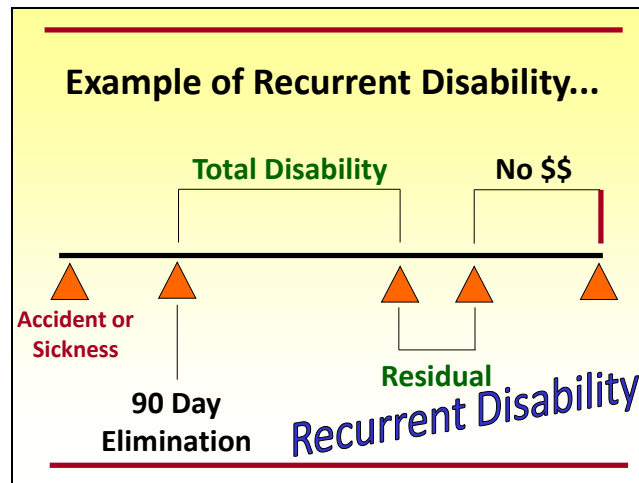 Example of Recurrent Disability...
Total Disability
No $$
Accident or
Sickness
Residual
90 Day
Elimination
Recurrent Disability